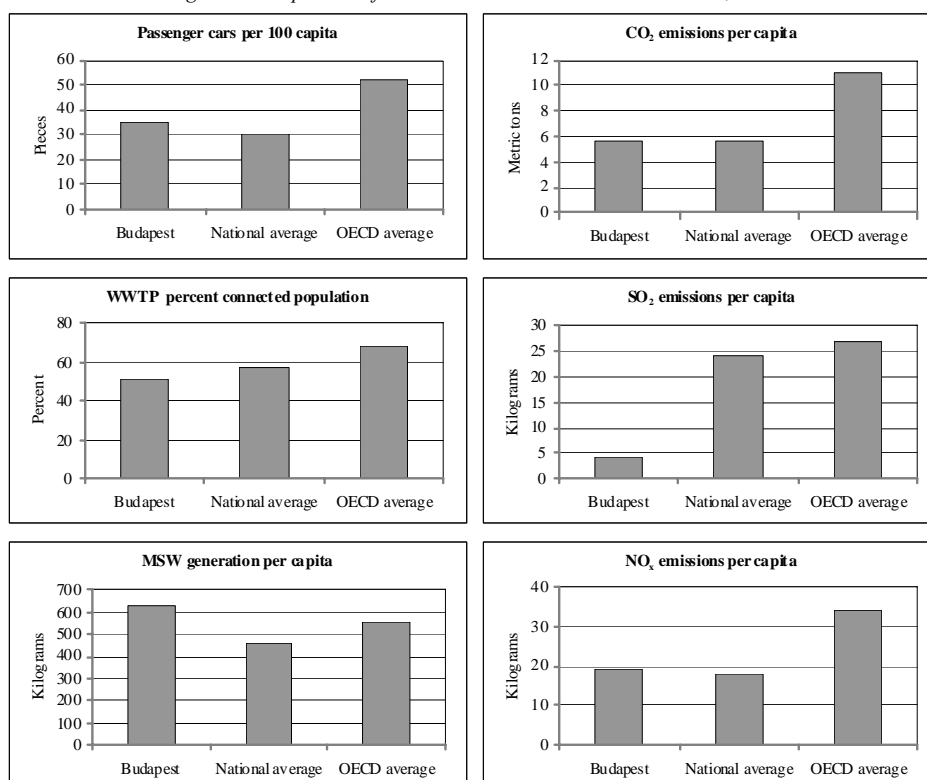 Passenger cars per 100 capita
60
50
40
30
20
10
0
Pieces
Budapest National average OECD average
CO₂ emissions per capita
12
10
8
6
4
2
0
Metric tons
Budapest National average OECD average
WWTP percent connected population
80
60
40
20
0
Percent
Budapest National average OECD average
SO₂ emissions per capita
30
25
20
15
10
5
0
Kilograms
Budapest National average OECD average
MSW generation per capita
700
600
500
400
300
200
100
0
Kilograms
Budapest National average OECD average
NOₓ emissions per capita
40
30
20
10
0
Kilograms
Budapest National average OECD average